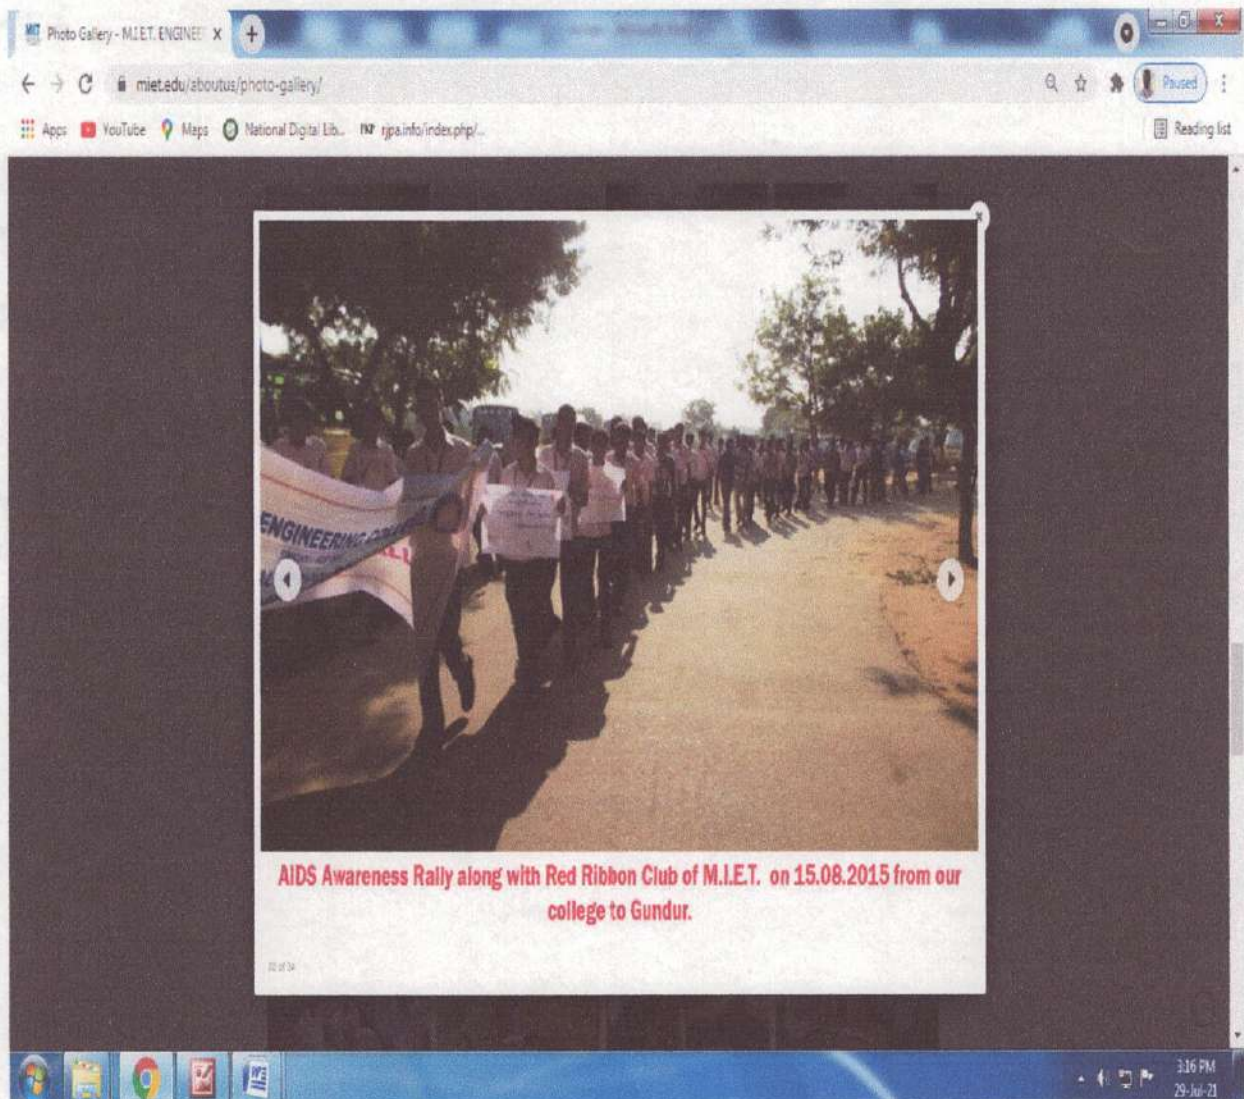 Photo Gallery - M.I.E.T. ENGINEE
miet.edu/aboutus/photo-gallery/
Paused
Apps
YouTube
Maps
National Digital Lib...
rjpa.info/index.php/...
Reading list
ENGINEERING
AIDS Awareness Rally along with Red Ribbon Club of M.I.E.T. on 15.08.2015 from our
college to Gundur.
3:16 PM
29-Jul-21